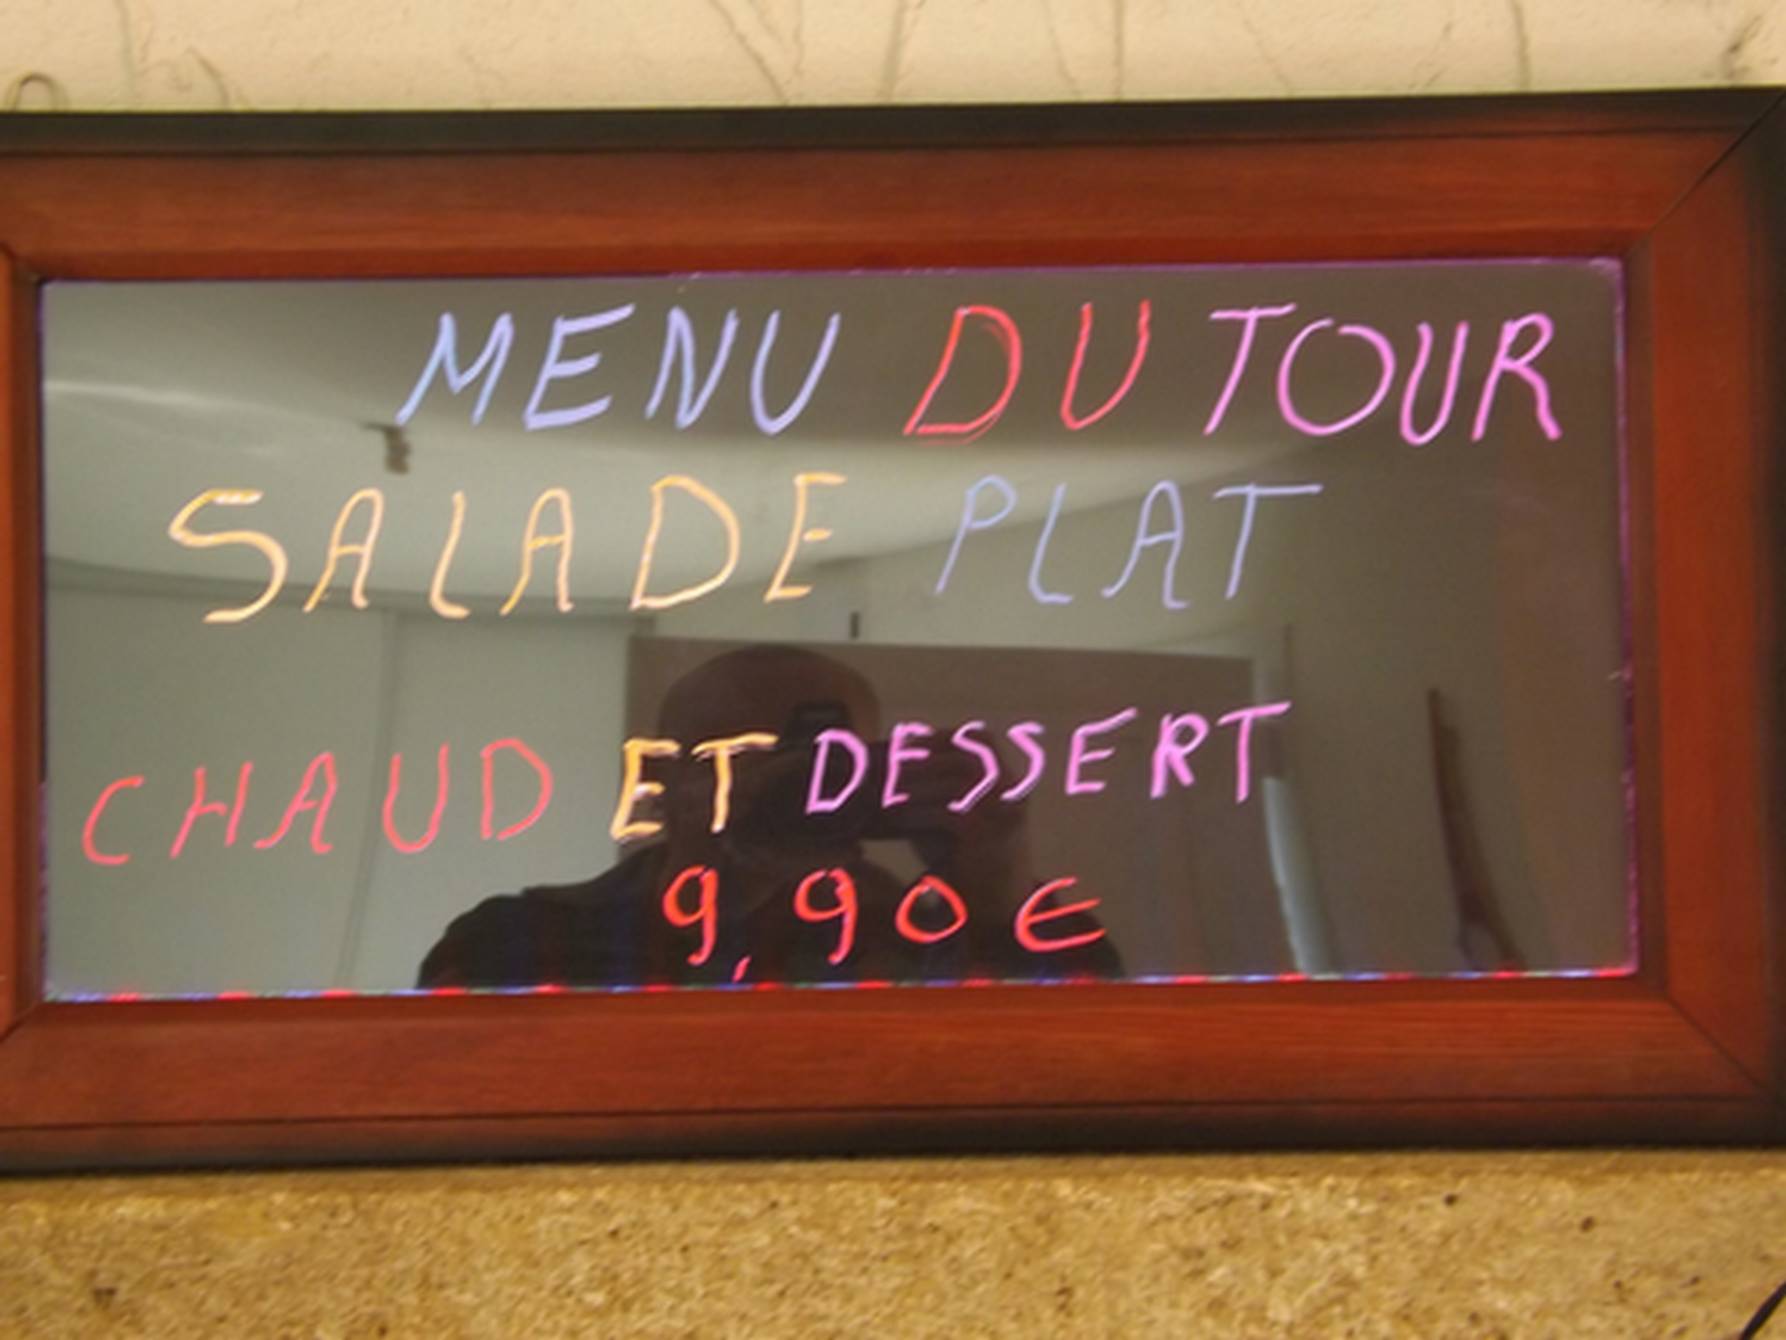 MENU DU TOUR
SALADE PLAT
CHAUD ET DESSERT
9,90€